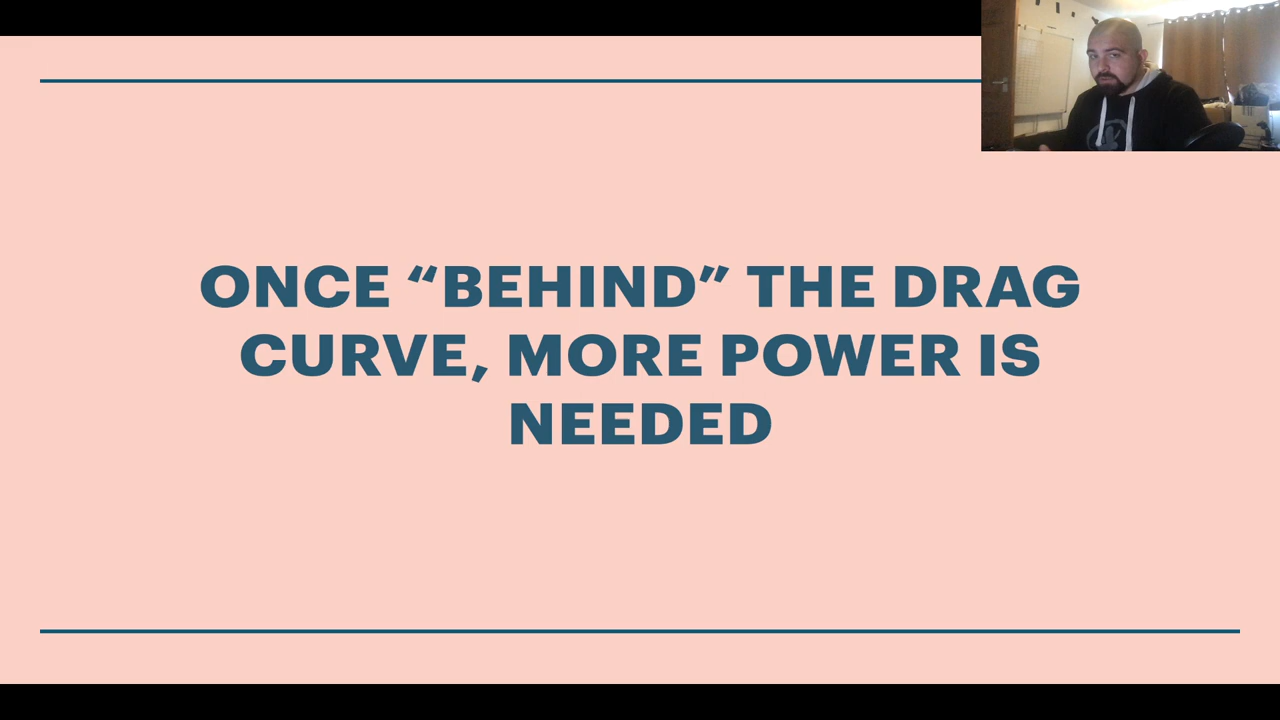 ONCE “BEHIND” THE DRAG
CURVE, MORE POWER IS
NEEDED